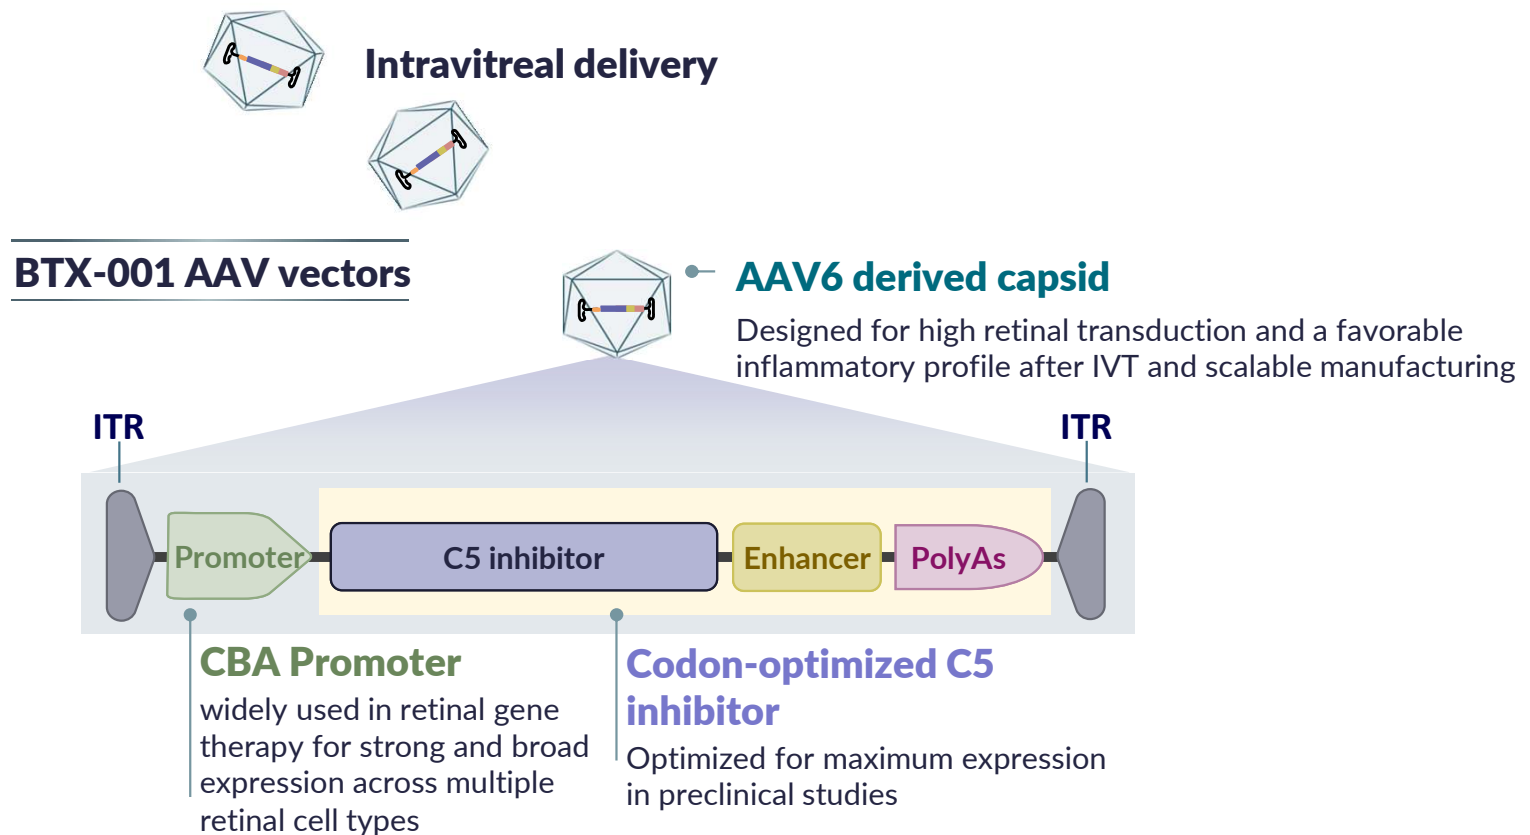 Intravitreal delivery
BTX-001 AAV vectors
AAV6 derived capsid
Designed for high retinal transduction and a favorable
inflammatory profile after IVT and scalable manufacturing
ITR
ITR
Promoter
C5 inhibitor
Enhancer
PolyAs
CBA Promoter
widely used in retinal gene
therapy for strong and broad
expression across multiple
retinal cell types
Codon-optimized C5
inhibitor
Optimized for maximum expression
in preclinical studies